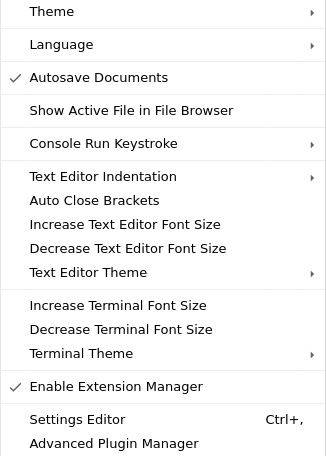 Theme
Language
Autosave Documents
Show Active File in File Browser
Console Run Keystroke
Text Editor Indentation
Auto Close Brackets
Increase Text Editor Font Size
Decrease Text Editor Font Size
Text Editor Theme
Increase Terminal Font Size
Decrease Terminal Font Size
Terminal Theme
Enable Extension Manager
Settings Editor Ctrl+,
Advanced Plugin Manager